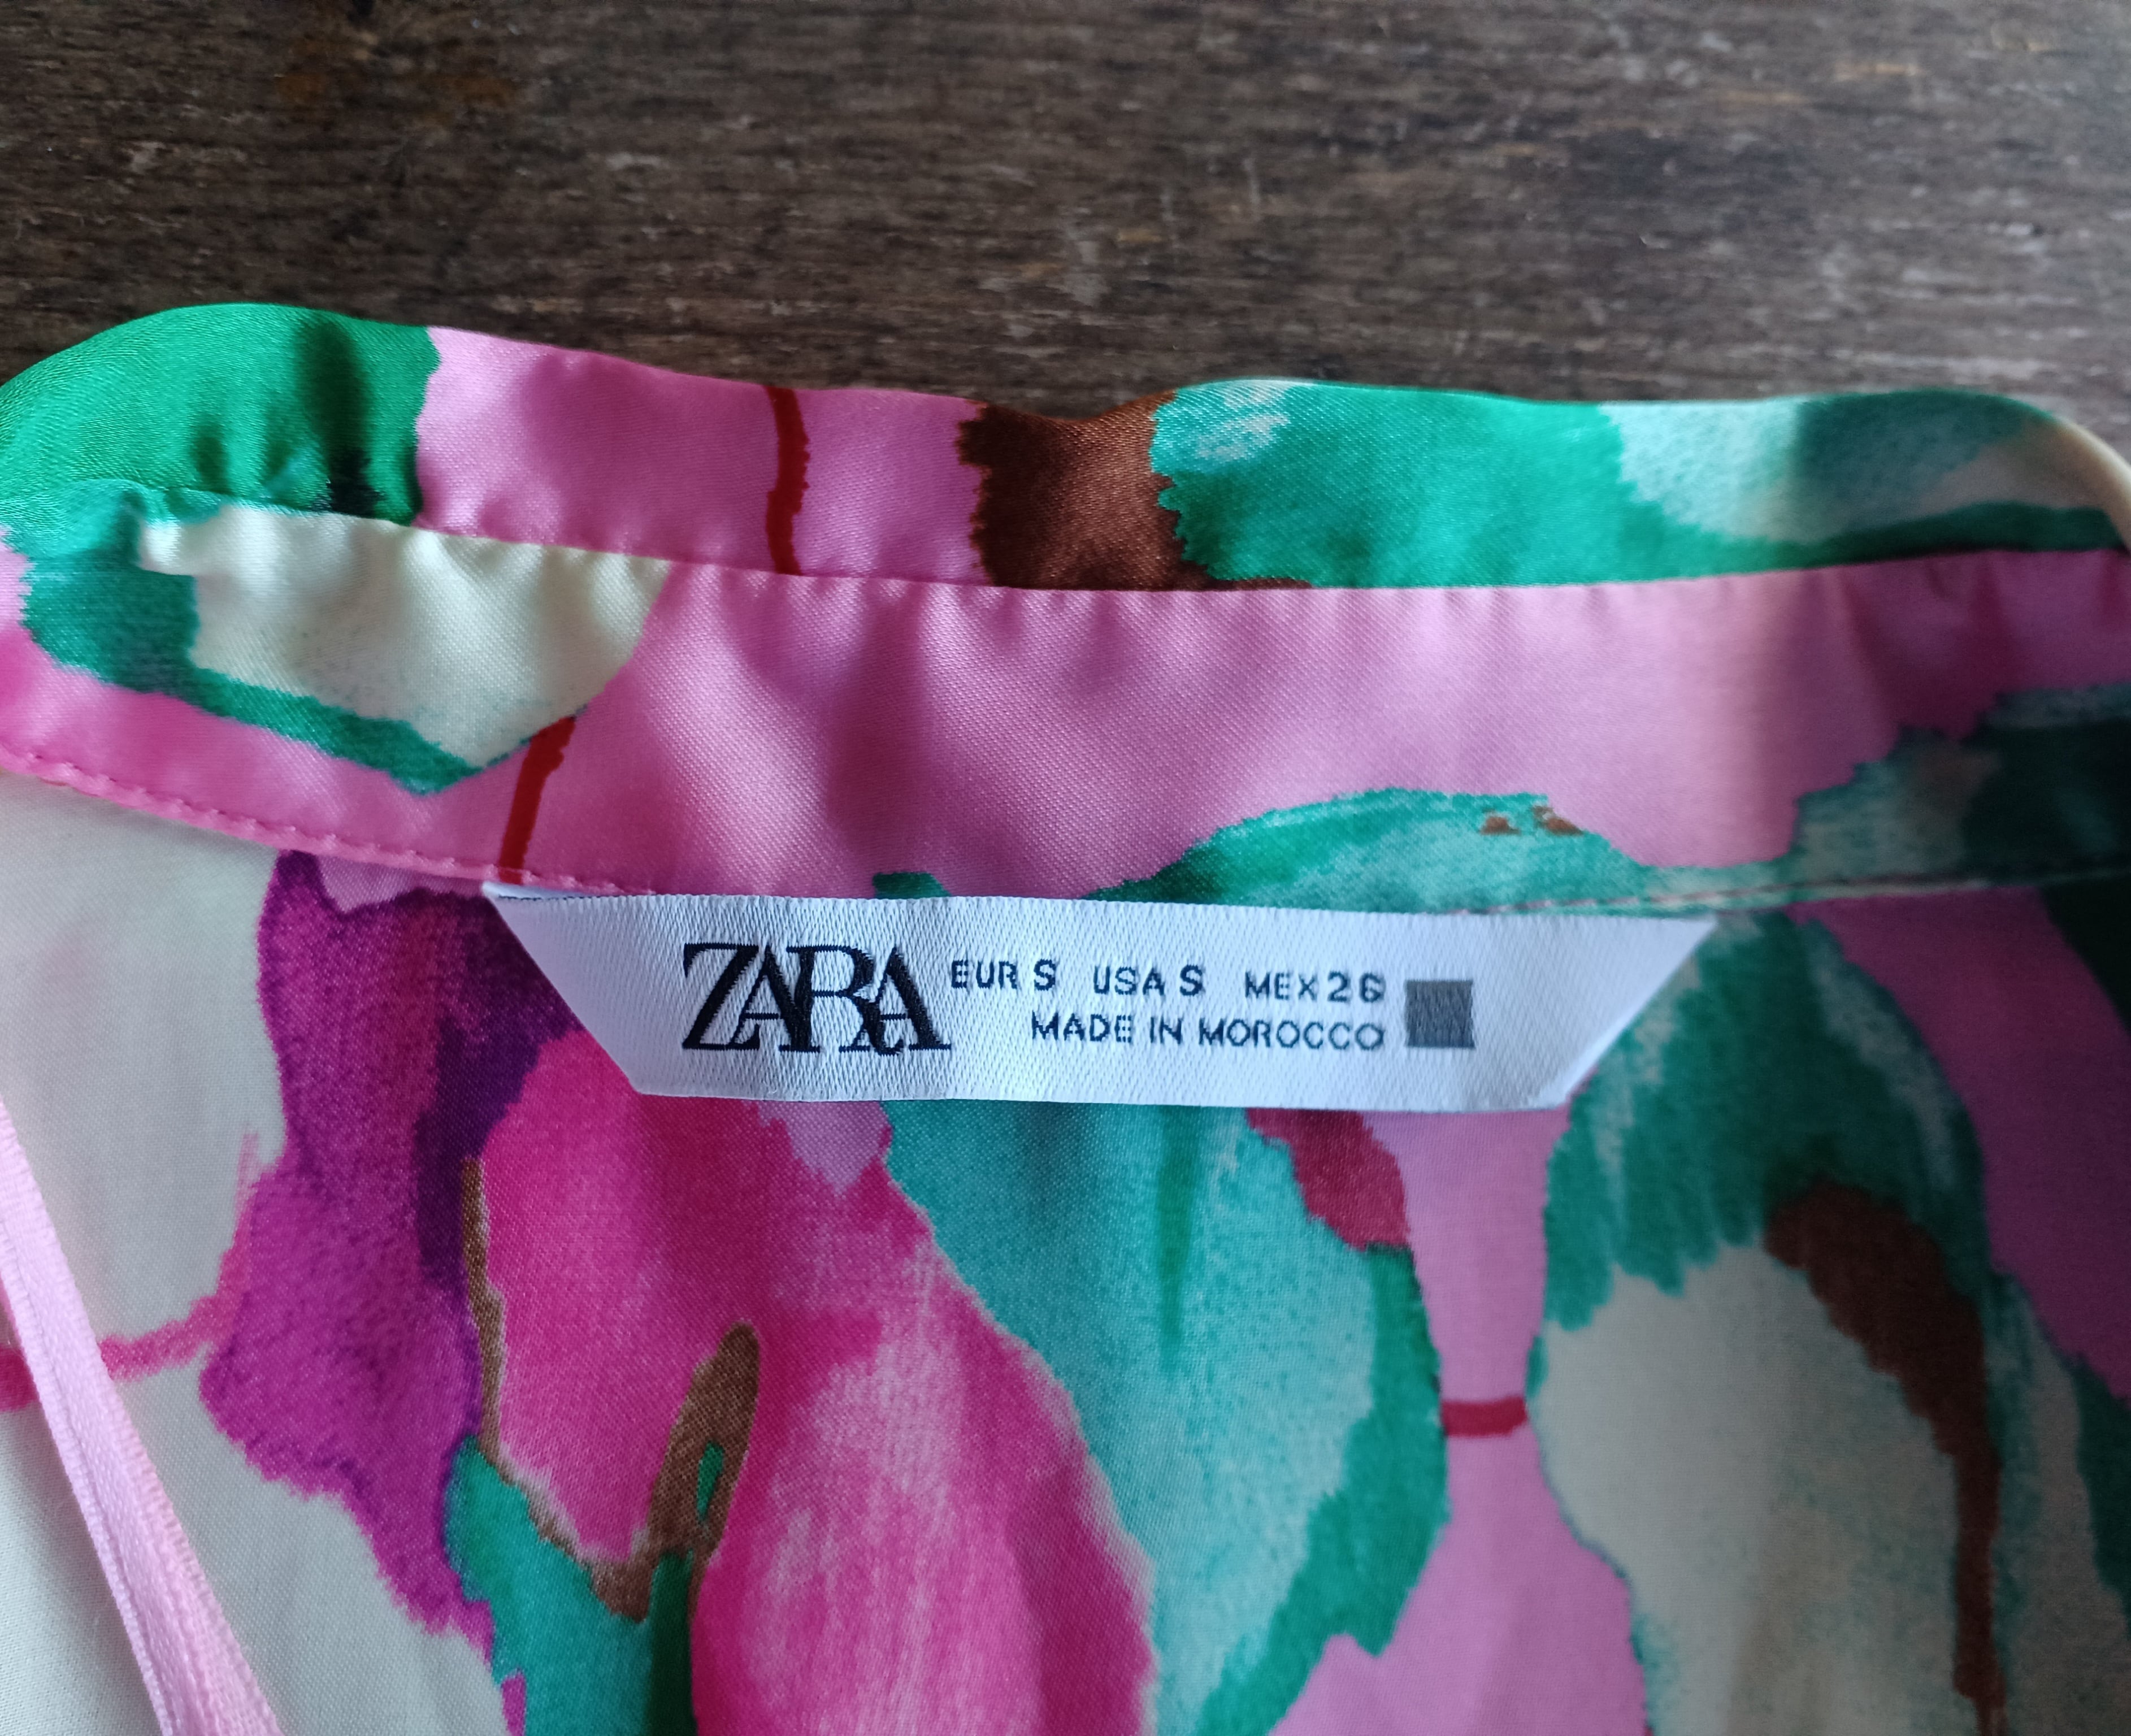 ZARA
EUR S USA S MEX 26
MADE IN MOROCCO